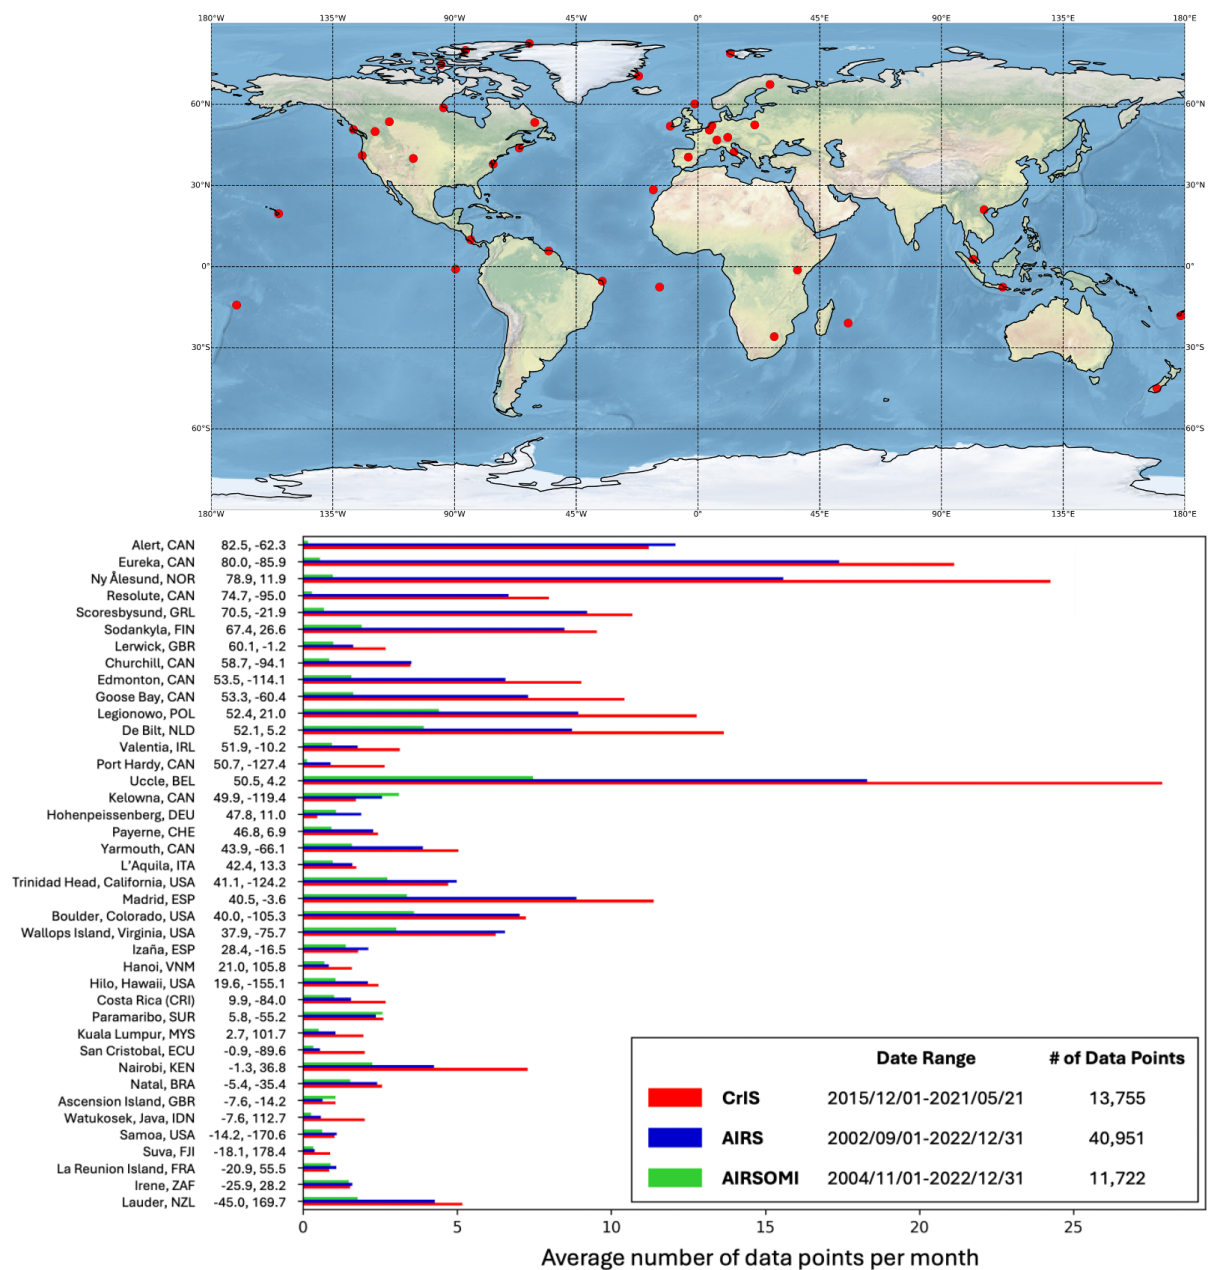 180°W 135°W 90°W 45°W 0° 45°E 90°E 135°E 180°E
60°N 60°N
30°N 30°N
0° 0°
30°S 30°S
60°S 60°S
180°W 135°W 90°W 45°W 0° 45°E 90°E 135°E 180°E
Alert, CAN 82.5, -62.3
Eureka, CAN 80.0, -85.9
Ny Ålesund, NOR 78.9, 11.9
Resolute, CAN 74.7, -95.0
Scoresbysund, GRL 70.5, -21.9
Sodankyla, FIN 67.4, 26.6
Lerwick, GBR 60.1, -1.2
Churchill, CAN 58.7, -94.1
Edmonton, CAN 53.5, -114.1
Goose Bay, CAN 53.3, -60.4
Legionowo, POL 52.4, 21.0
De Bilt, NLD 52.1, 5.2
Valentia, IRL 51.9, -10.2
Port Hardy, CAN 50.7, -127.4
Uccle, BEL 50.5, 4.2
Kelowna, CAN 49.9, -119.4
Hohenpeissenberg, DEU 47.8, 11.0
Payerne, CHE 46.8, 6.9
Yarmouth, CAN 43.9, -66.1
L'Aquila, ITA 42.4, 13.3
Trinidad Head, California, USA 41.1, -124.2
Madrid, ESP 40.5, -3.6
Boulder, Colorado, USA 40.0, -105.3
Wallops Island, Virginia, USA 37.9, -75.7
Izaña, ESP 28.4, -16.5
Hanoi, VNM 21.0, 105.8
Hilo, Hawaii, USA 19.6, -155.1
Costa Rica (CRI) 9.9, -84.0
Paramaribo, SUR 5.8, -55.2
Kuala Lumpur, MYS 2.7, 101.7
San Cristobal, ECU -0.9, -89.6
Nairobi, KEN -1.3, 36.8
Natal, BRA -5.4, -35.4
Ascension Island, GBR -7.6, -14.2
Watukosek, Java, IDN -7.6, 112.7
Samoa, USA -14.2, -170.6
Suva, FJI -18.1, 178.4
La Reunion Island, FRA -20.9, 55.5
Irene, ZAF -25.9, 28.2
Lauder, NZL -45.0, 169.7
Date Range # of Data Points
CrIS 2015/12/01-2021/05/21 13,755
AIRS 2002/09/01-2022/12/31 40,951
AIRSOMI 2004/11/01-2022/12/31 11,722
0 5 10 15 20 25
Average number of data points per month